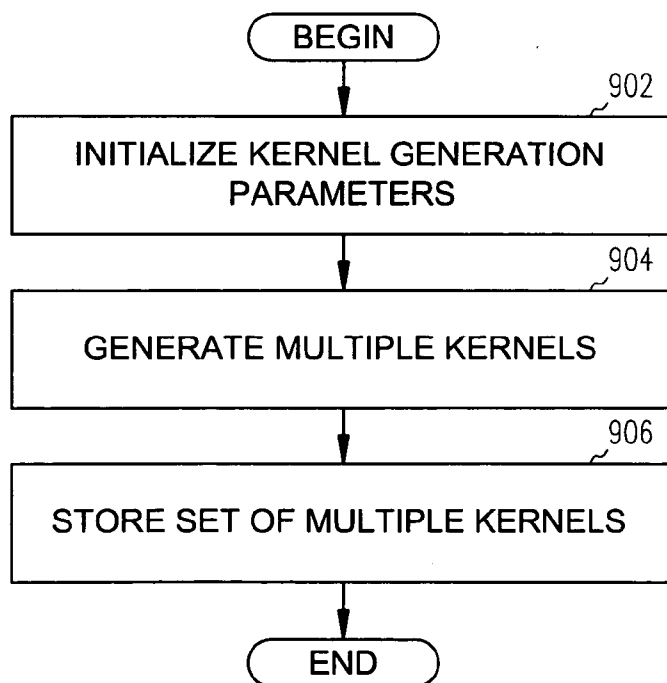 BEGIN
902
INITIALIZE KERNEL GENERATION
PARAMETERS
904
GENERATE MULTIPLE KERNELS
906
STORE SET OF MULTIPLE KERNELS
END